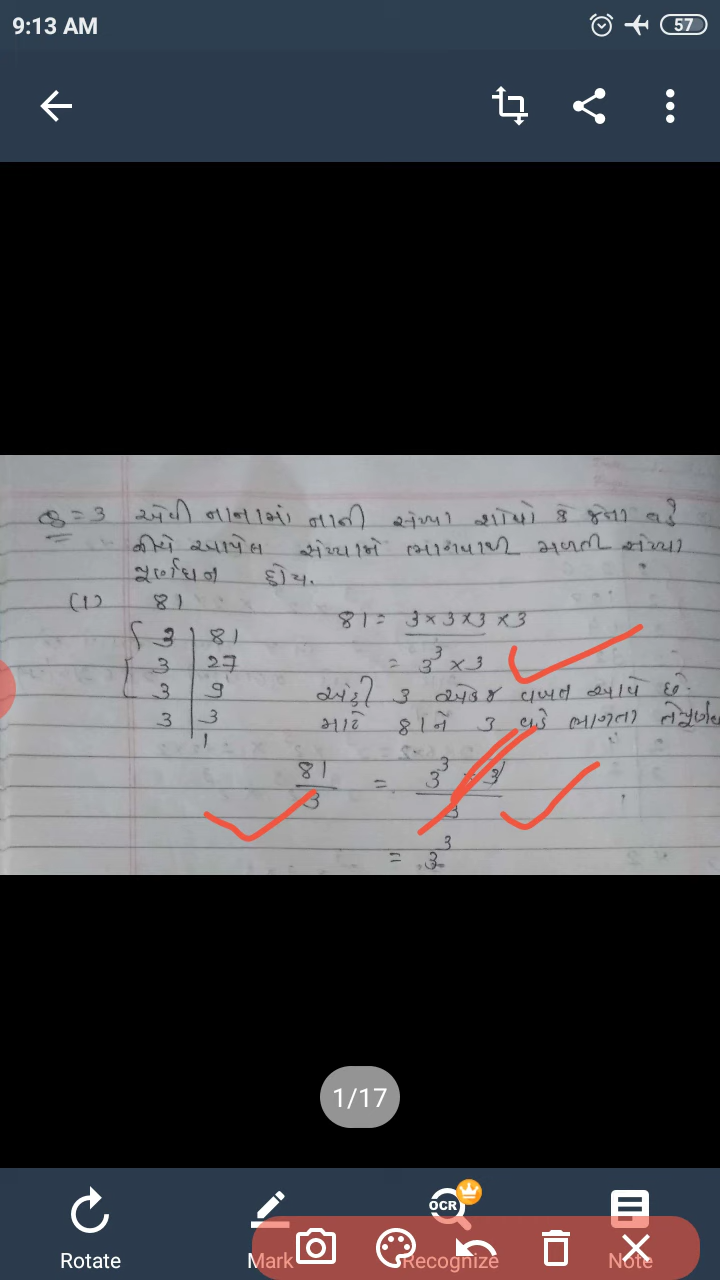 9:13 AM
57
Q=3 એવી નાનામાં નાની સંખ્યા શોધો કે જેના વડે
નીચે આપેલ સંખ્યાને ભાગવાથી મળતી સંખ્યા
પૂર્ણઘન હોય.
(1) 81
3 | 81
3 | 27
3 | 9
3 | 3
1
81 = 3×3×3×3
= 3³×3
અહીં 3 એક જ વખત આવે છે.
માટે 81ને 3 વડે ભાગતા
81/3 = 3³×3/3
= 3³
1/17
OCR
Rotate Mark Recognize Note